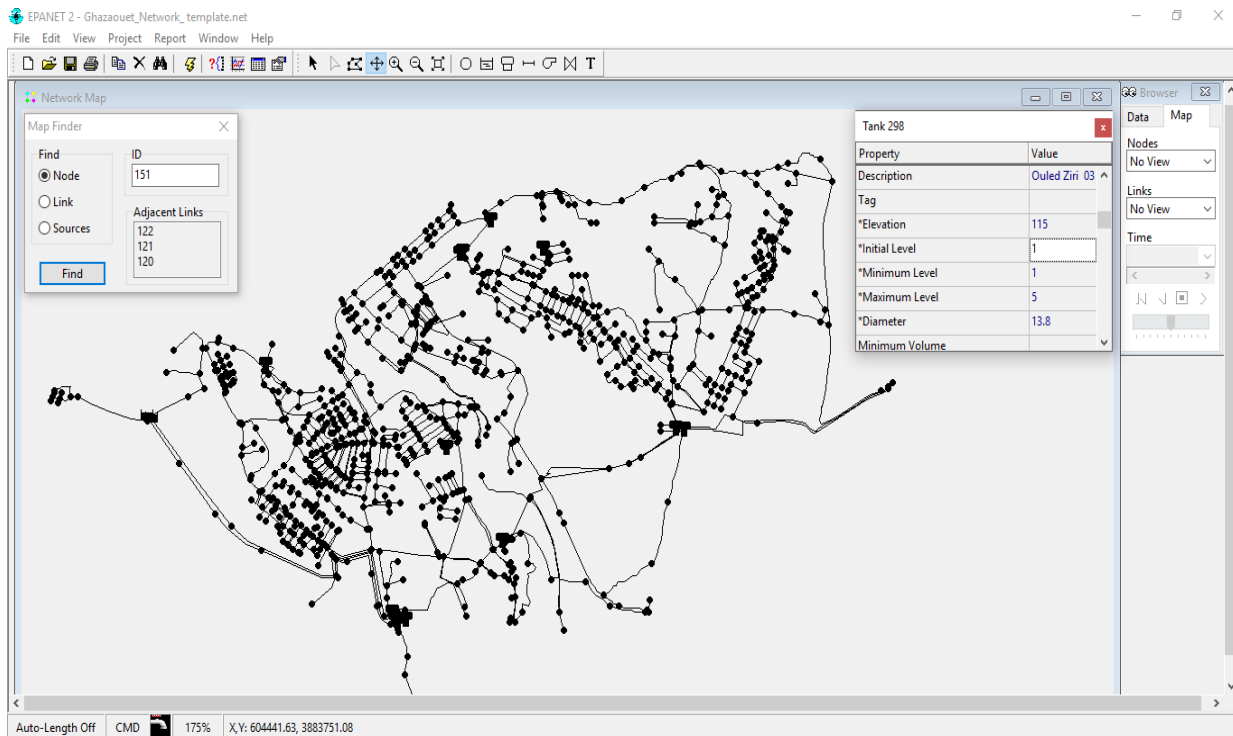 EPANET 2 - Ghazaouet_Network_ template.net
File Edit View Project Report Window Help
T
Network Map
Map Finder
Find
Node
Link
Sources
Find
ID
151
Adjacent Links
122
121
120
Tank 298
Property Value
Description Ouled Ziri 03
Tag
*Elevation 115
*Initial Level 1
*Minimum Level 1
*Maximum Level 5
*Diameter 13.8
Minimum Volume
Browser
Data Map
Nodes
No View
Links
No View
Time
Auto-Length Off CMD 175% X,Y: 604441.63, 3883751.08